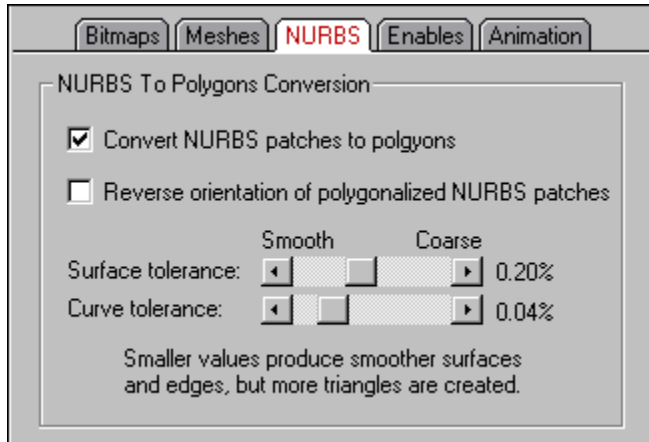 Bitmaps Meshes NURBS Enables Animation
NURBS To Polygons Conversion
Convert NURBS patches to polgyons
Reverse orientation of polygonalized NURBS patches
Smooth Coarse
Surface tolerance: 0.20%
Curve tolerance: 0.04%
Smaller values produce smoother surfaces
and edges, but more triangles are created.